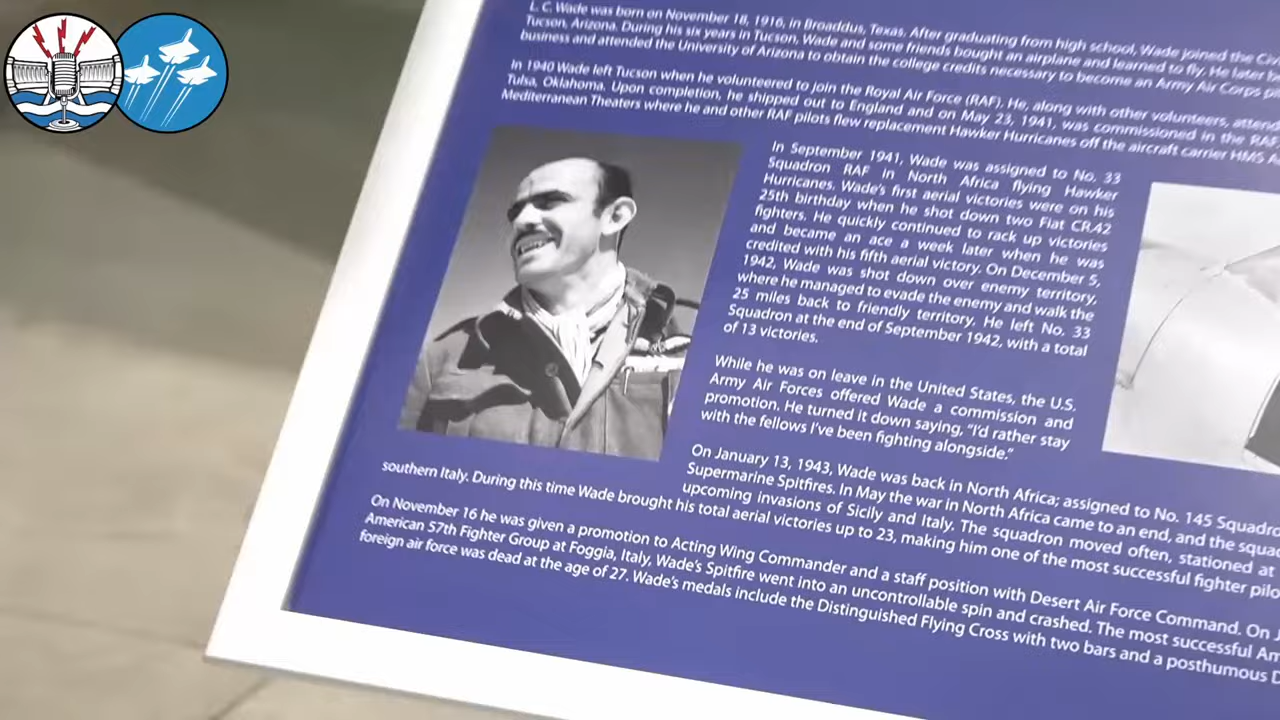 L. C. Wade was born on November 18, 1916, in Broaddus, Texas. After graduating from high school, Wade joined the
Tucson, Arizona. During his six years in Tucson, Wade and some friends bought an airplane and learned to fly. He later
business and attended the University of Arizona to obtain the college credits necessary to become an Army Air Corps
In 1940 Wade left Tucson when he volunteered to join the Royal Air Force (RAF). He, along with other volunteers,
Tulsa, Oklahoma. Upon completion, he shipped out to England and on May 23, 1941, was commissioned in the RAF.
Mediterranean Theaters where he and other RAF pilots flew replacement Hawker Hurricanes off the aircraft carrier HMS
In September 1941, Wade was assigned to No. 33
Squadron RAF in North Africa flying Hawker
Hurricanes. Wade's first aerial victories were on his
25th birthday when he shot down two Fiat CR.42
fighters. He quickly continued to rack up victories
and became an ace a week later when he was
credited with his fifth aerial victory. On December 5,
1942, Wade was shot down over enemy territory,
where he managed to evade the enemy and walk the
25 miles back to friendly territory. He left No. 33
Squadron at the end of September 1942, with a total
of 13 victories.
While he was on leave in the United States, the U.S.
Army Air Forces offered Wade a commission and
promotion. He turned it down saying, "I'd rather stay
with the fellows I've been fighting alongside."
On January 13, 1943, Wade was back in North Africa; assigned to No. 145
Supermarine Spitfires. In May the war in North Africa came to an end, and the
upcoming invasions of Sicily and Italy. The squadron moved often, stationed at
southern Italy. During this time Wade brought his total aerial victories up to 23, making him one of the most successful fighter
On November 16 he was given a promotion to Acting Wing Commander and a staff position with Desert Air Force Command. On
American 57th Fighter Group at Foggia, Italy, Wade's Spitfire went into an uncontrollable spin and crashed. The most successful
foreign air force was dead at the age of 27. Wade's medals include the Distinguished Flying Cross with two bars and a posthumous